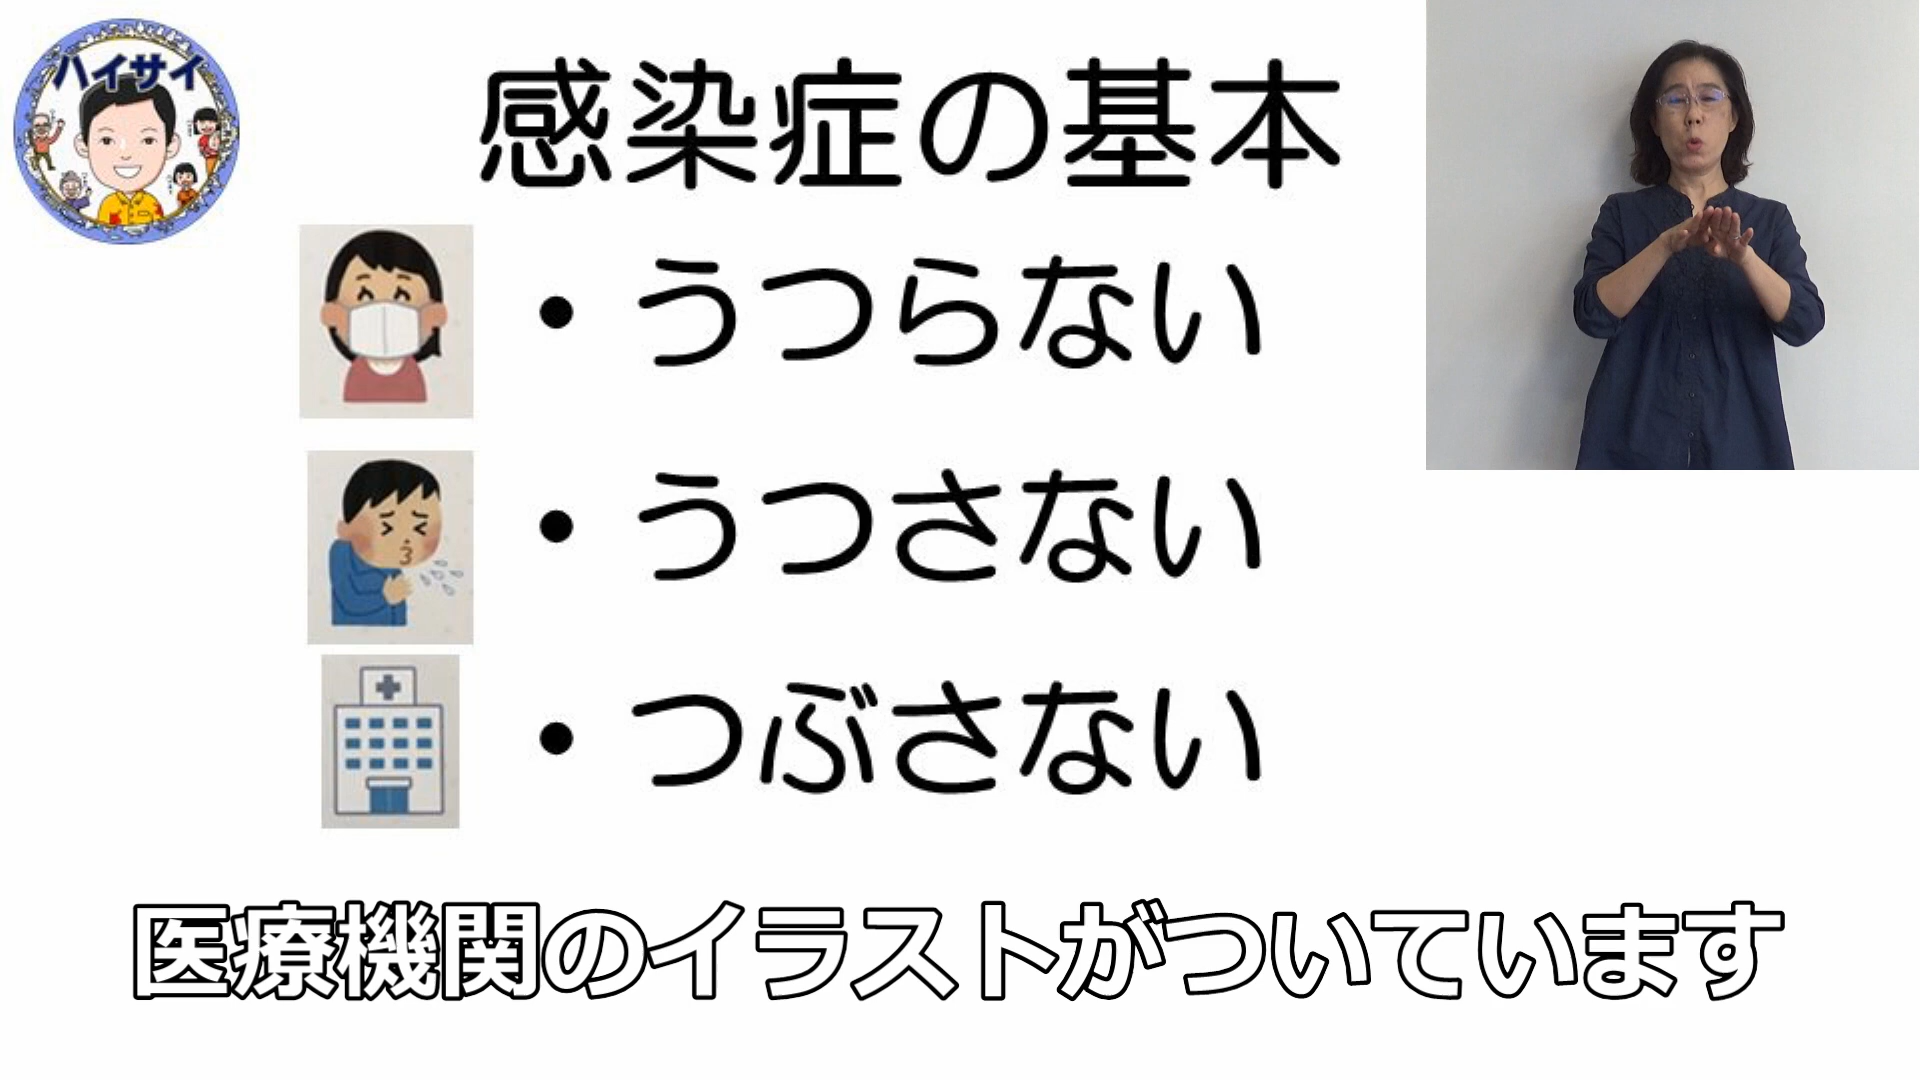 ハイサイ
感染症の基本
・うつらない
・うつさない
・つぶさない
医療機関のイラストがついています